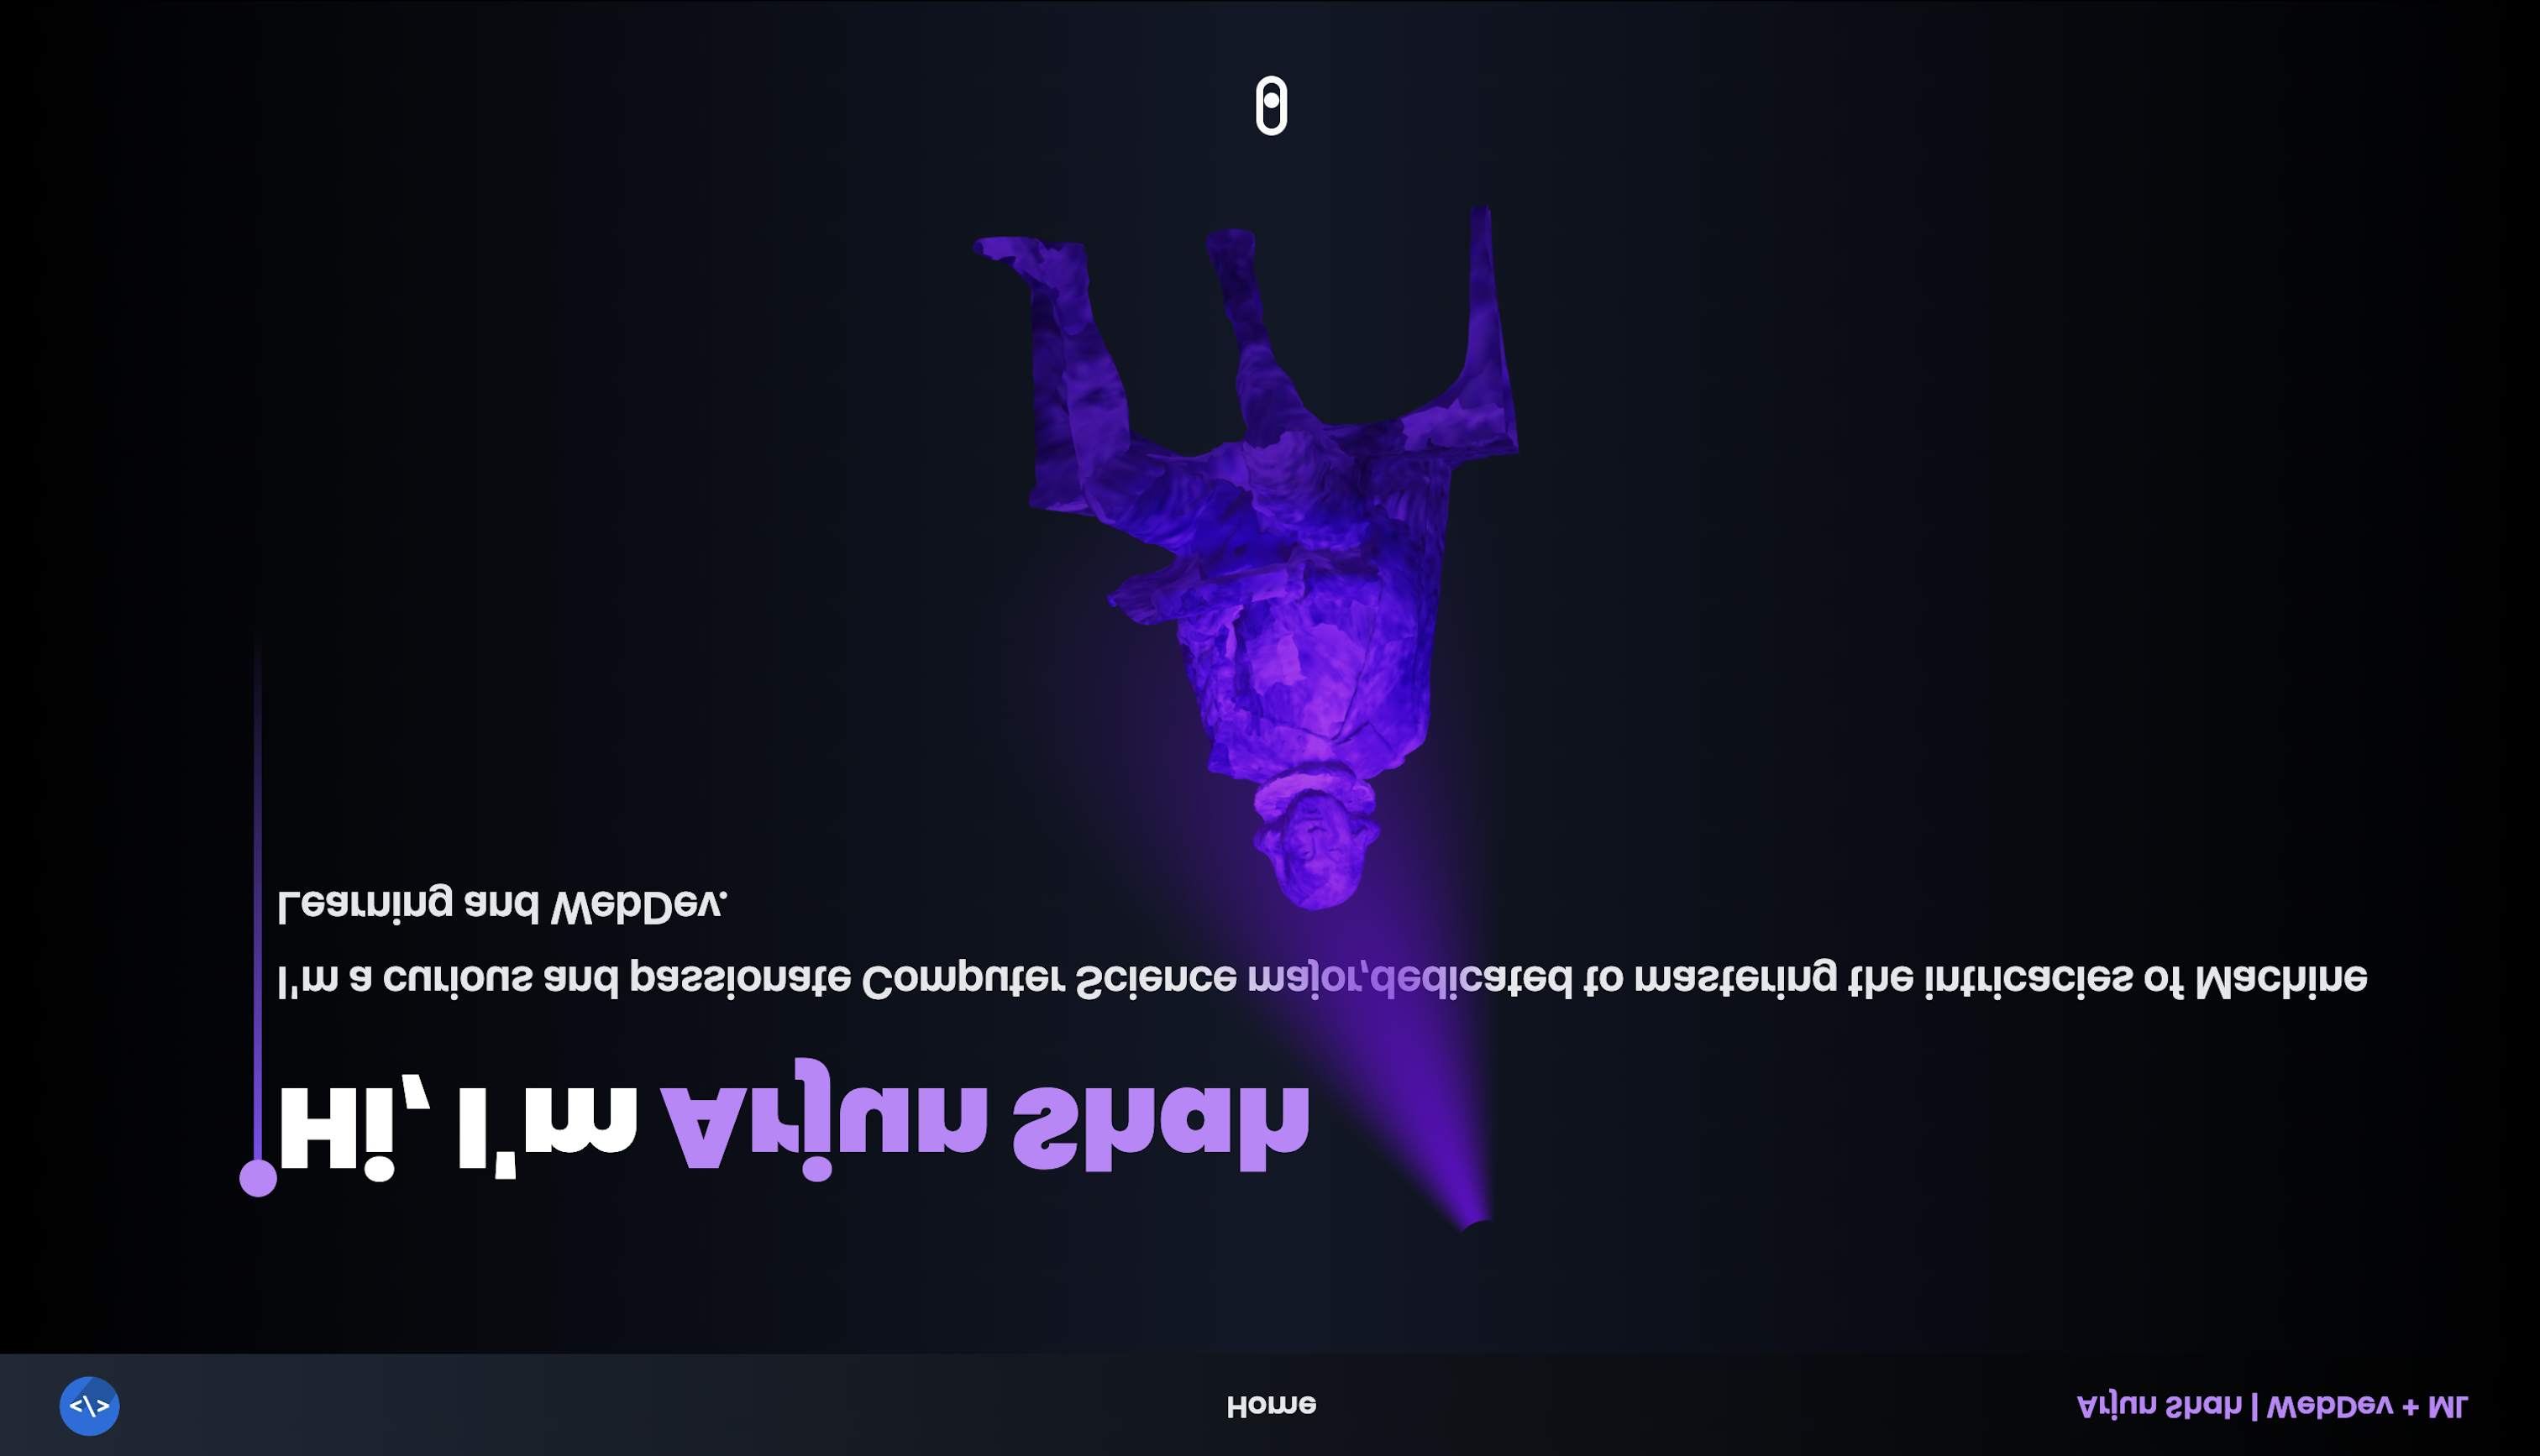 </>
Home
Arjun Shah | WebDev + ML
Hi, I'm Arjun Shah
I'm a curious and passionate Computer Science major,dedicated to mastering the intricacies of Machine
Learning and WebDev.